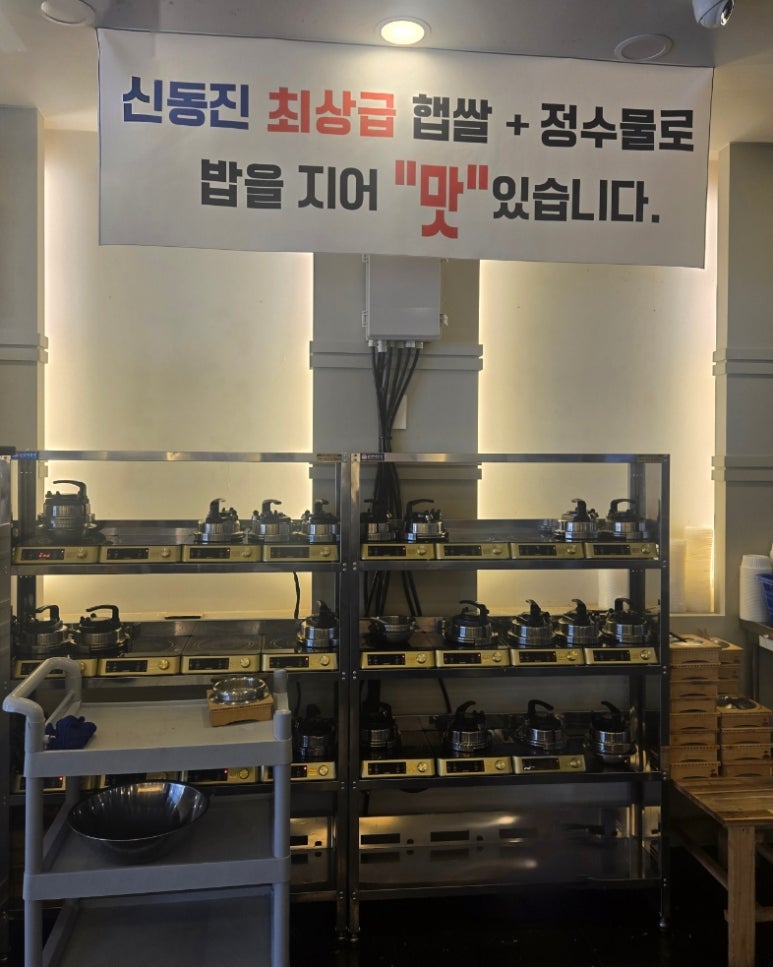 신동진 최상급 햅쌀 + 정수물로
밥을 지어 "맛"있습니다.